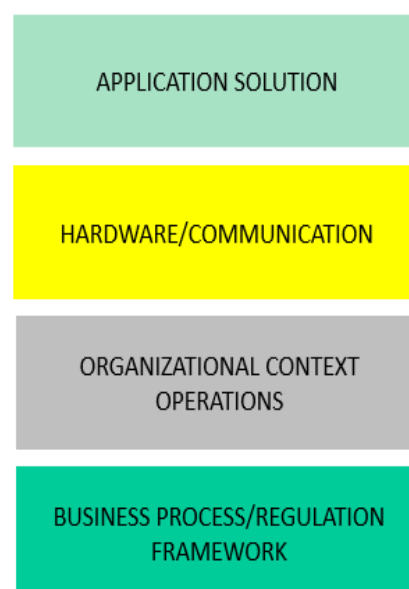 APPLICATION SOLUTION
HARDWARE/COMMUNICATION
ORGANIZATIONAL CONTEXT
OPERATIONS
BUSINESS PROCESS/REGULATION
FRAMEWORK